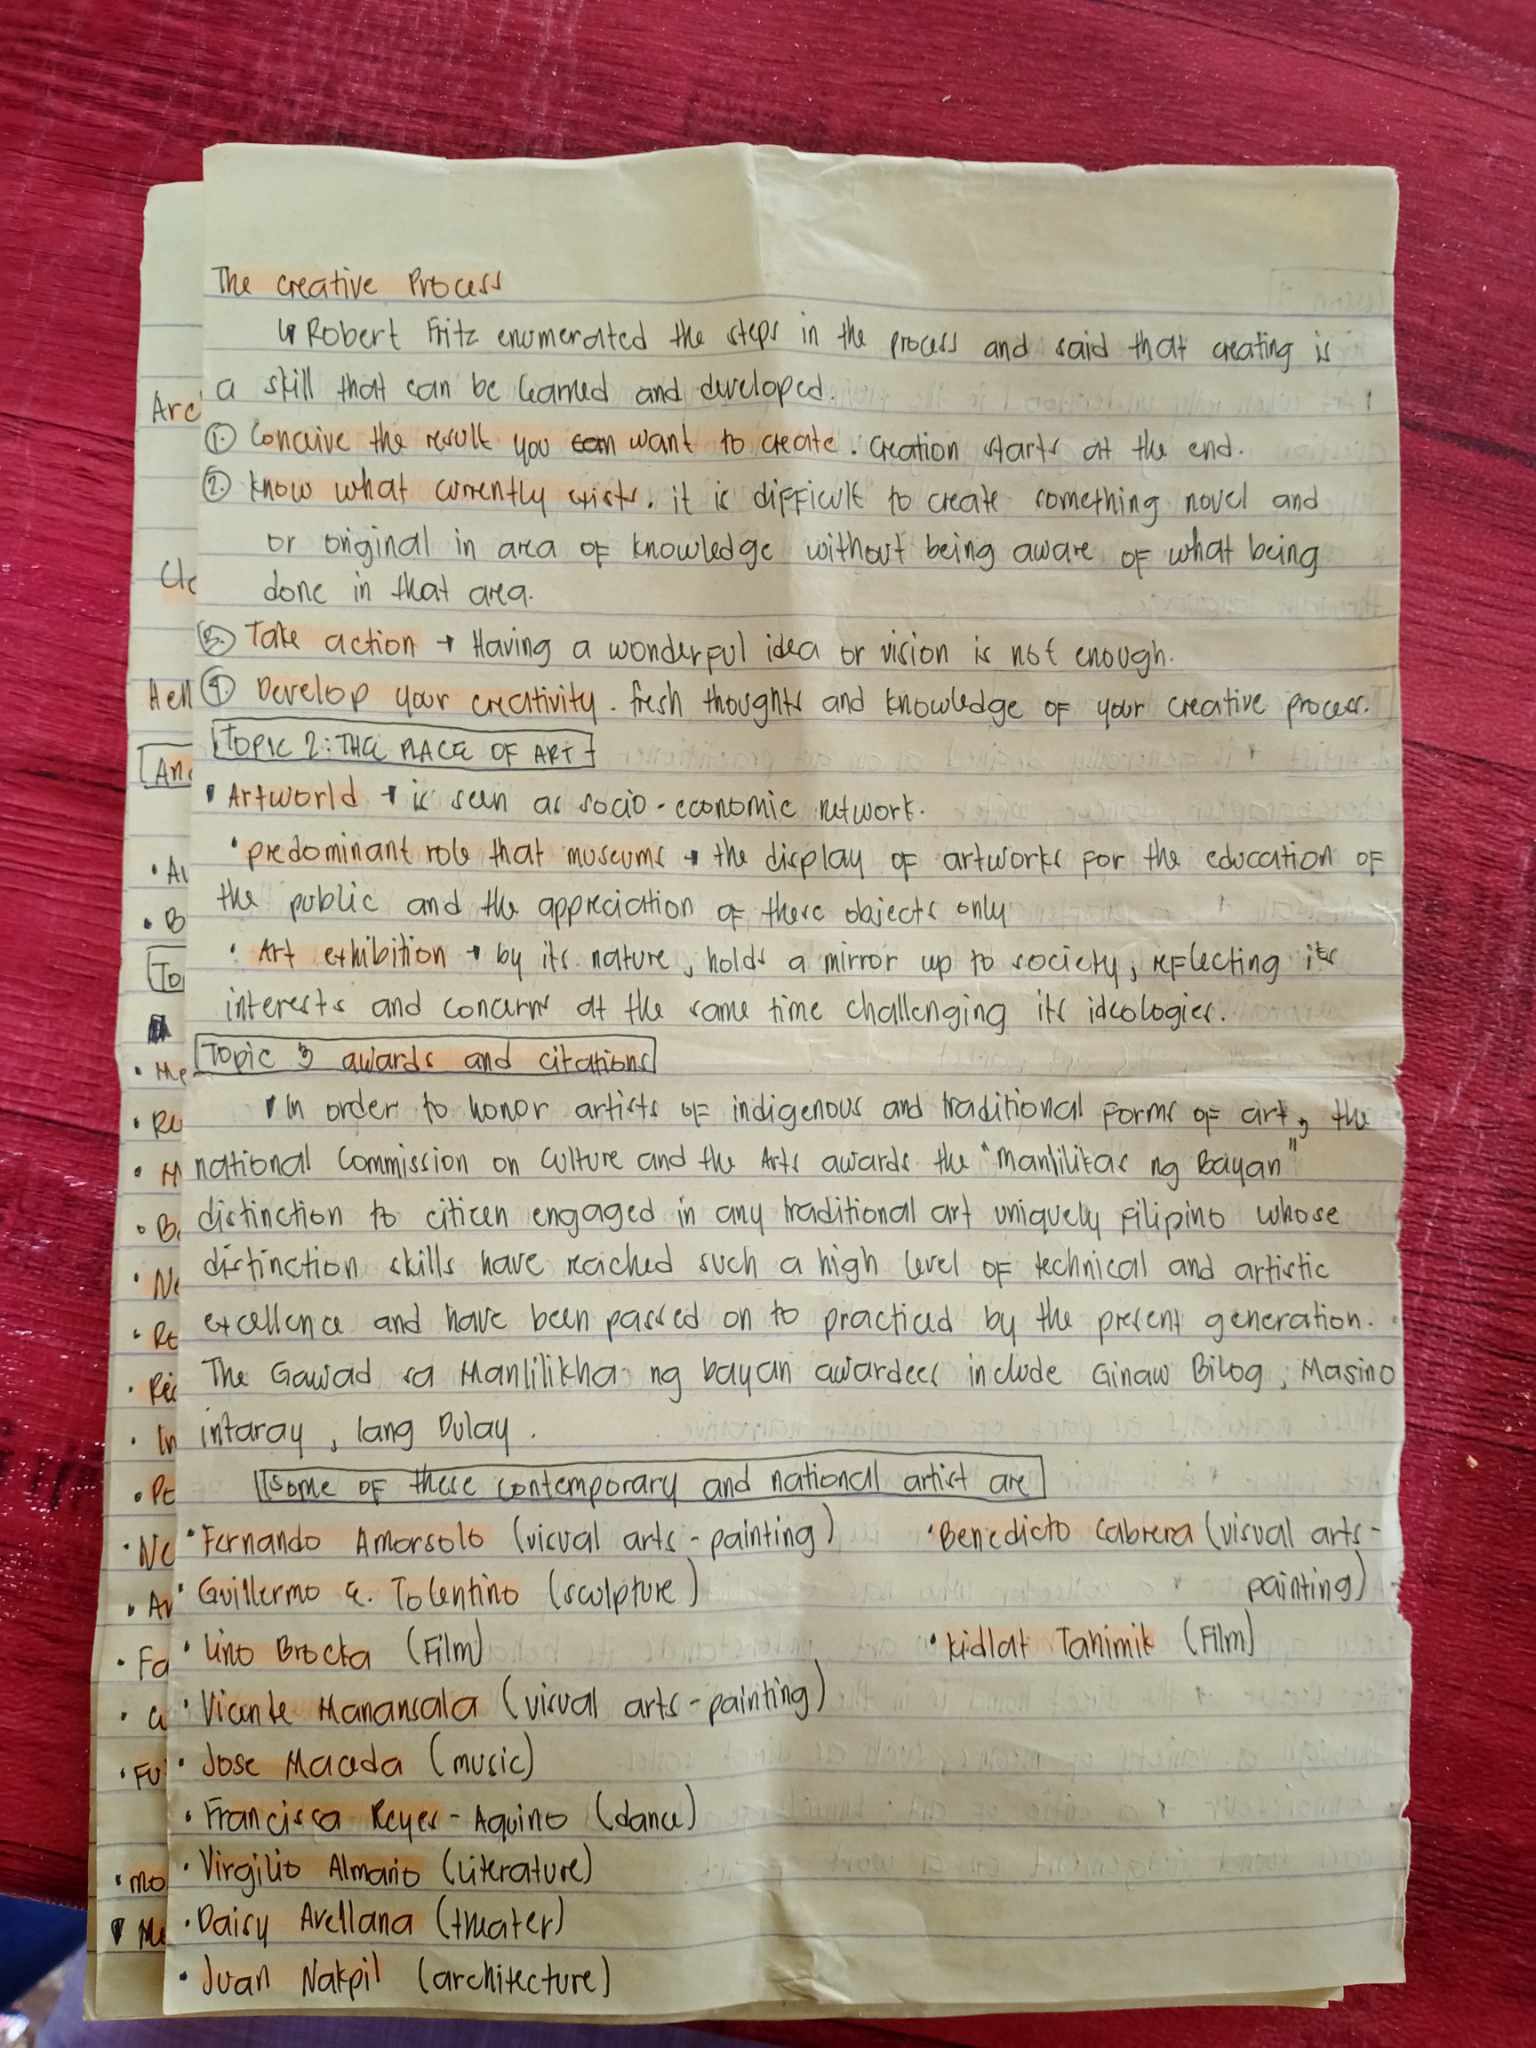 The creative Process
↳ Robert Fritz enumerated the steps in the process and said that creating is
a skill that can be learned and developed.
1. Conceive the result you can want to create. Creation starts at the end.
2. know what currently exists. it is difficult to create something novel and
or original in area of knowledge without being aware of what being
done in that area.
3. Take action → Having a wonderful idea or vision is not enough.
4. Develop your creativity. fresh thoughts and knowledge of your creative process.
TOPIC 2: THE PLACE OF ART
• Artworld → is seen as socio-economic network.
• predominant role that museums → the display of artworks for the education of
the public and the appreciation of these objects only
• Art exhibition → by its nature, holds a mirror up to society, reflecting its
interests and concerns at the same time challenging its ideologies.
Topic 3 awards and citations
In order to honor artists of indigenous and traditional forms of art, the
national Commission on Culture and the Arts awards the "Manlilikas ng Bayan"
distinction to citicen engaged in any traditional art uniquely Filipino whose
distinction skills have reached such a high level of technical and artistic
excellence and have been passed on to practiced by the present generation.
The Gawad sa Manlilikha ng bayan awardees include Ginaw Bilog, Masino
intaray, lang Dulay.
some of these contemporary and national artist are
• Fernando Amorsolo (visual arts - painting)
• Guillermo E. Tolentino (sculpture)
• Lino Brocka (Film)
• Vicente Manansala (visual arts - painting)
• Jose Maceda (music)
• Francisca Reyes - Aquino (dance)
• Virgilio Almario (Literature)
• Daisy Avellana (theater)
• Juan Nakpil (architecture)
• Benedicto Cabrera (visual arts -
painting)
• Kidlat Tahimik (Film)
Arc
Cle
Hell
An
• B
To
• Me
• Re
• H
• Ne
• Re
• In
• Pe
• Ne
• Fo
• Fu
• mo
Me